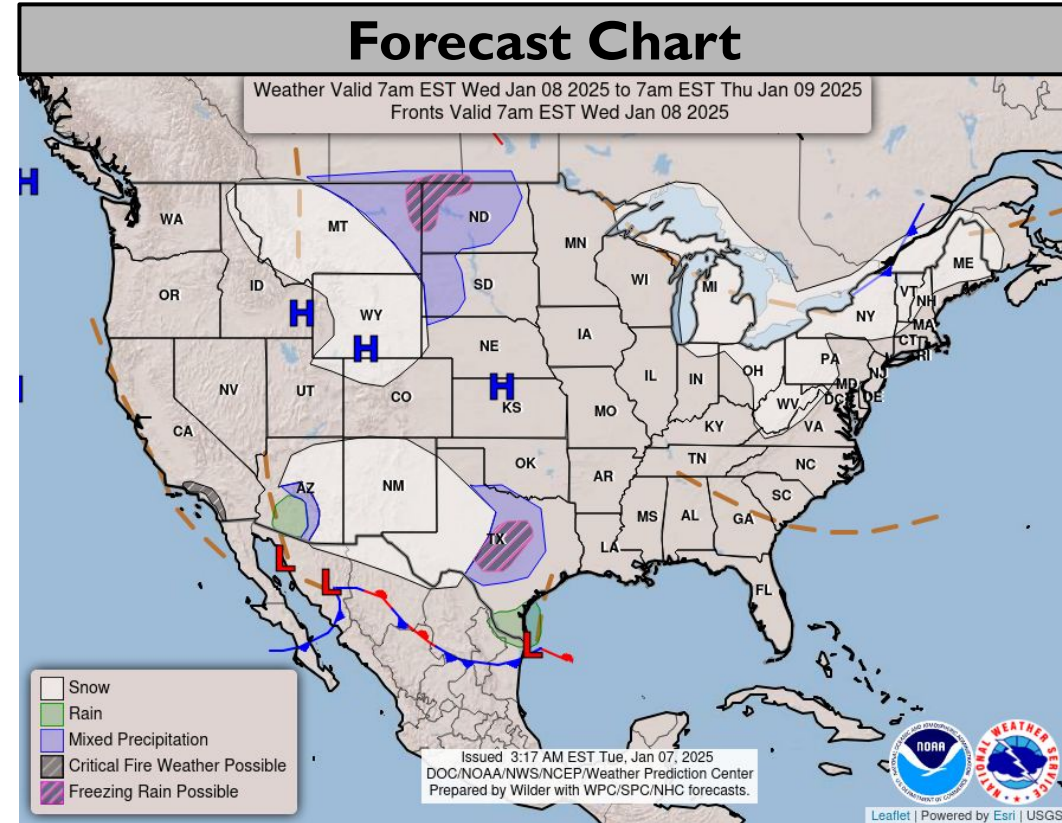 Forecast Chart
Weather Valid 7am EST Wed Jan 08 2025 to 7am EST Thu Jan 09 2025
Fronts Valid 7am EST Wed Jan 08 2025
H
WA
MT
ND
MN
ME
OR
ID
WY
SD
WI
MI
VT
NH
NY
MA
CT
RI
H
H
NE
IA
PA
NJ
NV
UT
CO
H
KS
IL
IN
OH
MD
DC
DE
WV
VA
CA
MO
KY
AZ
NM
OK
AR
TN
NC
SC
TX
MS
AL
GA
LA
L
L
FL
L
Snow
Rain
Mixed Precipitation
Critical Fire Weather Possible
Freezing Rain Possible
Issued 3:17 AM EST Tue, Jan 07, 2025
DOC/NOAA/NWS/NCEP/Weather Prediction Center
Prepared by Wilder with WPC/SPC/NHC forecasts.
NOAA
NATIONAL WEATHER SERVICE
Leaflet | Powered by Esri | USGS